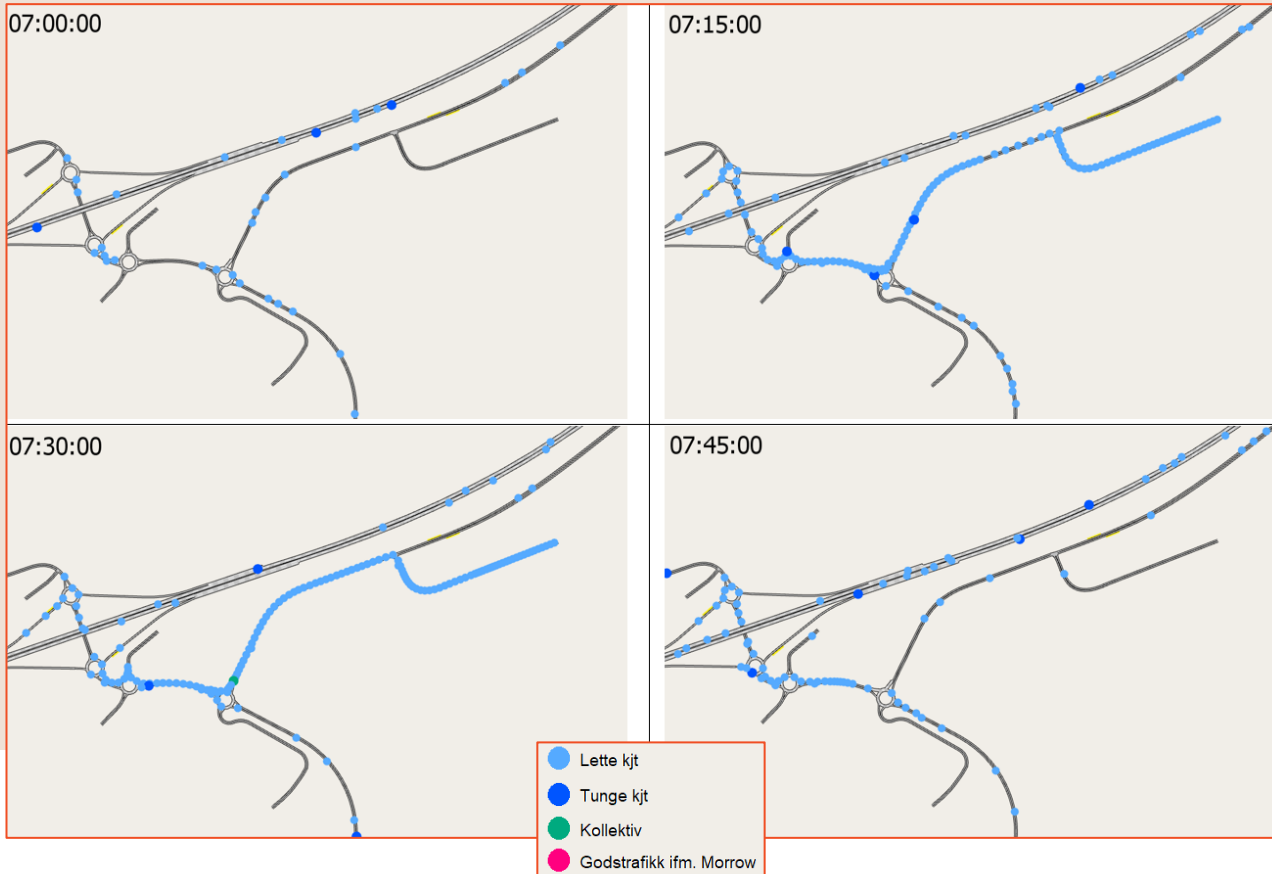 07:00:00
07:15:00
07:30:00
07:45:00
Lette kjt
Tunge kjt
Kollektiv
Godstrafikk ifm. Morrow